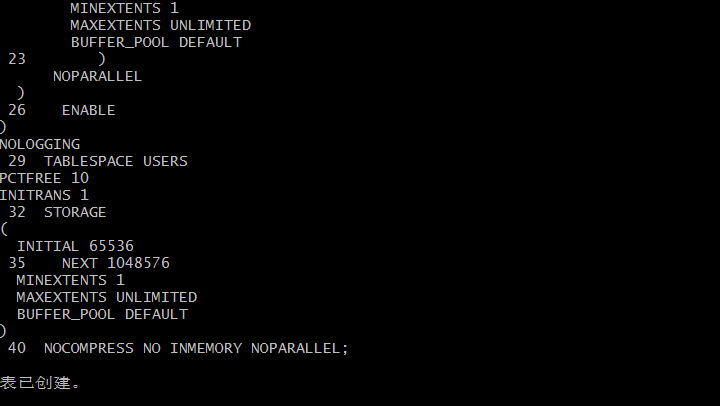 MINEXTENTS 1
MAXEXTENTS UNLIMITED
BUFFER_POOL DEFAULT
23 )
NOPARALLEL
)
26 ENABLE
)
NOLOGGING
29 TABLESPACE USERS
PCTFREE 10
INITRANS 1
32 STORAGE
(
INITIAL 65536
35 NEXT 1048576
MINEXTENTS 1
MAXEXTENTS UNLIMITED
BUFFER_POOL DEFAULT
)
40 NOCOMPRESS NO INMEMORY NOPARALLEL;
表已创建。